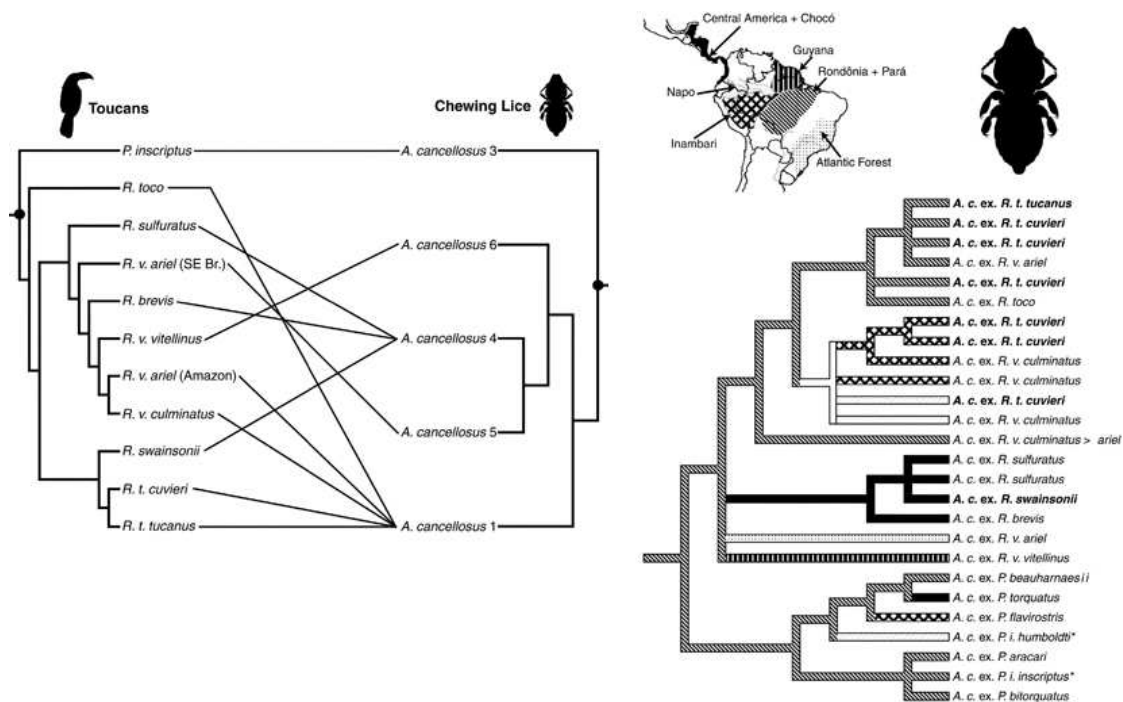 Toucans
Chewing Lice
P. inscriptus
R. toco
R. sulfuratus
R. v. ariel (SE Br.)
R. brevis
R. v. vitellinus
R. v. ariel (Amazon)
R. v. culminatus
R. swainsonii
R. t. cuvieri
R. t. tucanus
A. cancellosus 3
A. cancellosus 6
A. cancellosus 4
A. cancellosus 5
A. cancellosus 1
Central America + Chocó
Guyana
Rondônia + Pará
Napo
Inambari
Atlantic Forest
A. c. ex. R. t. tucanus
A. c. ex. R. t. cuvieri
A. c. ex. R. t. cuvieri
A. c. ex. R. v. ariel
A. c. ex. R. t. cuvieri
A. c. ex. R. toco
A. c. ex. R. t. cuvieri
A. c. ex. R. t. cuvieri
A. c. ex. R. v. culminatus
A. c. ex. R. v. culminatus
A. c. ex. R. t. cuvieri
A. c. ex. R. v. culminatus
A. c. ex. R. v. culminatus > ariel
A. c. ex. R. sulfuratus
A. c. ex. R. sulfuratus
A. c. ex R. swainsonii
A. c. ex. R. brevis
A. c. ex. R. v. ariel
A. c. ex. R. v. vitellinus
A. c. ex. P. beauharnaesii
A. c. ex. P. torquatus
A. c. ex. P. flavirostris
A. c. ex. P. i. humboldti*
A. c. ex. P. aracari
A. c. ex. P. i. inscriptus*
A. c. ex. P. bitorquatus